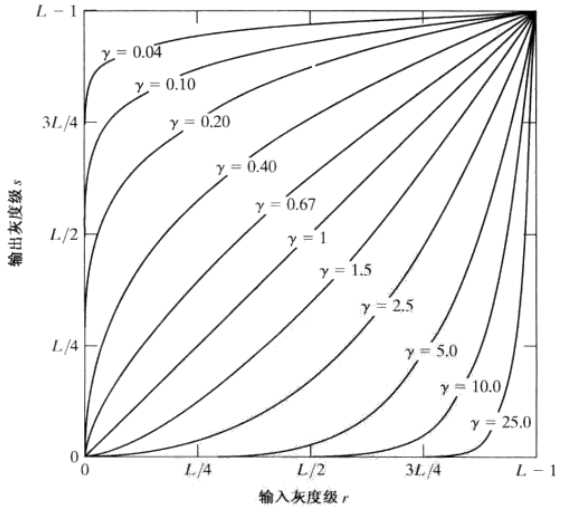 L − 1
γ = 0.04
γ = 0.10
3L/4
γ = 0.20
γ = 0.40
γ = 0.67
输出灰度级 s
L/2
γ = 1
γ = 1.5
γ = 2.5
L/4
γ = 5.0
γ = 10.0
γ = 25.0
0
0 L/4 L/2 3L/4 L − 1
输入灰度级 r